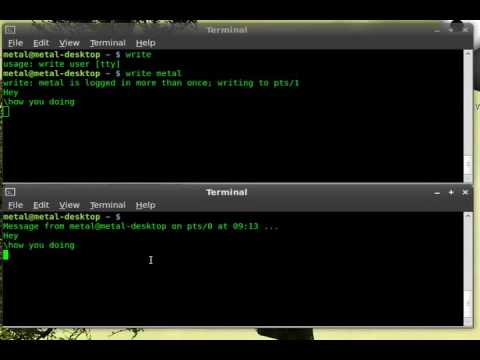 Terminal
File Edit View Terminal Help
metal@metal-desktop ~ $ write
usage: write user [tty]
metal@metal-desktop ~ $ write metal
write: metal is logged in more than once; writing to pts/1
Hey
\how you doing
Terminal
File Edit View Terminal Help
metal@metal-desktop ~ $
Message from metal@metal-desktop on pts/0 at 09:13 ...
Hey
\how you doing